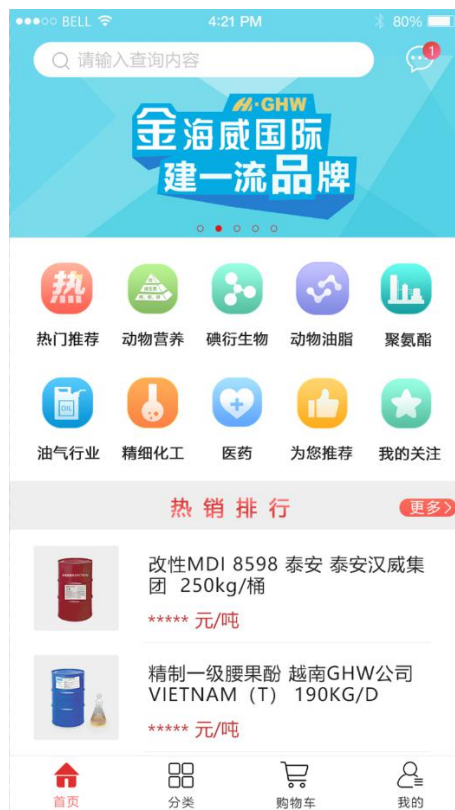 BELL 4:21 PM 80%
请输入查询内容
1
Hi·GHW
金海威国际
建一流品牌
热
热门推荐 动物营养 碘衍生物 动物油脂 聚氨酯
OIL
油气行业 精细化工 医药 为您推荐 我的关注
热销排行 更多
改性MDI 8598 泰安 泰安汉威集
团 250kg/桶
***** 元/吨
精制一级腰果酚 越南GHW公司
VIETNAM（T） 190KG/D
***** 元/吨
首页 分类 购物车 我的